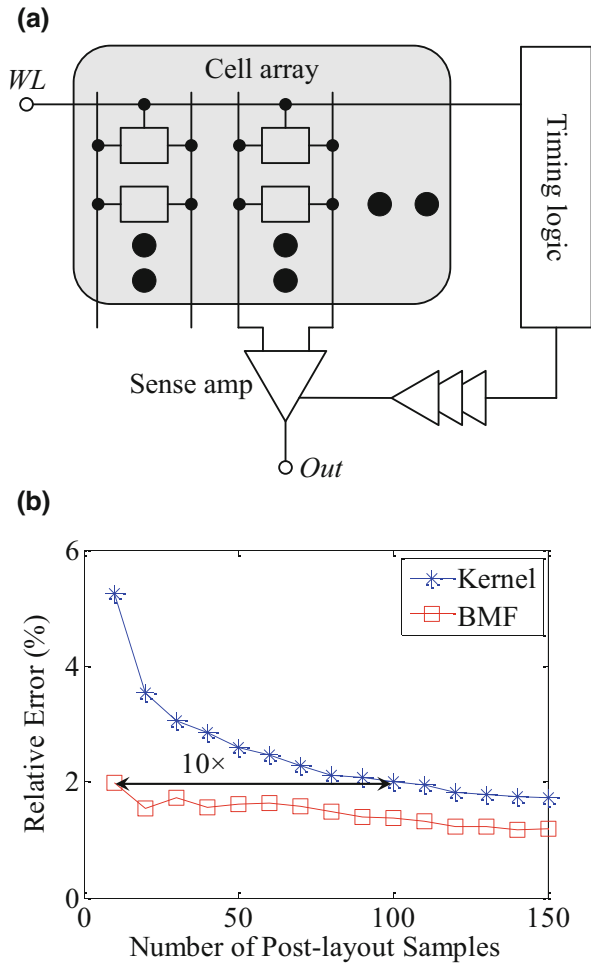 (a)
Cell array
WL
Timing logic
Sense amp
Out
(b)
6
4
2
0
Relative Error (%)
Kernel
BMF
10×
0
50
100
150
Number of Post-layout Samples